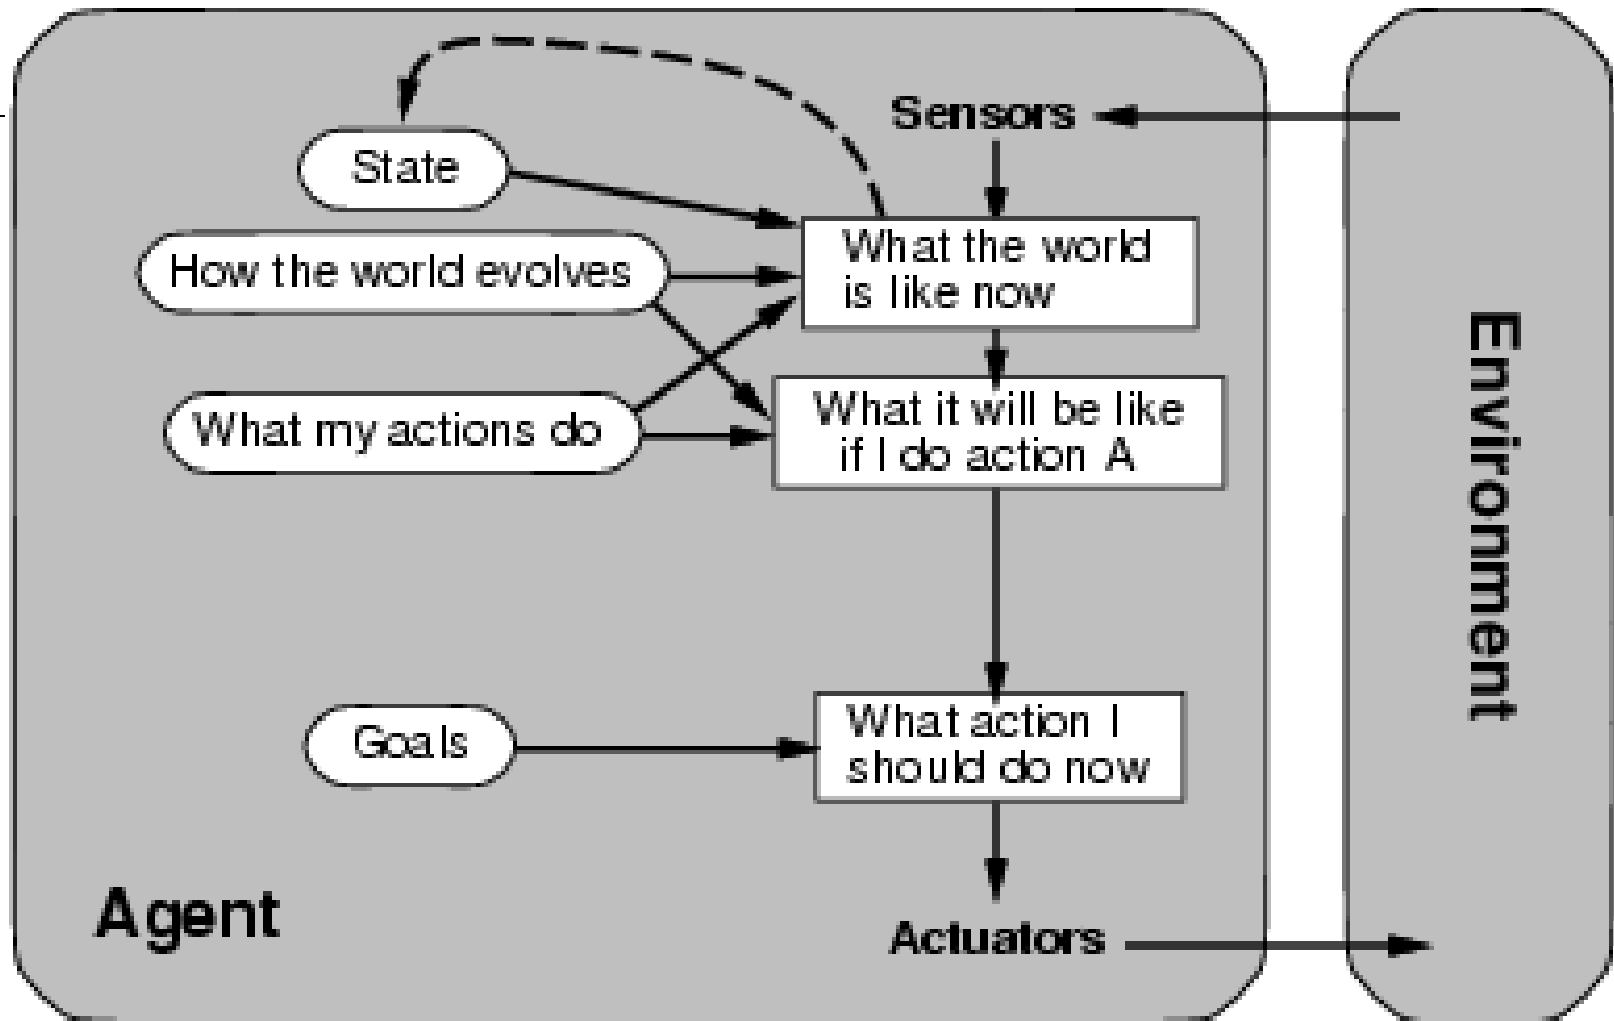 Sensors
State
What the world
is like now
How the world evolves
What my actions do
What it will be like
if I do action A
Goals
What action I
should do now
Agent
Actuators
Environment